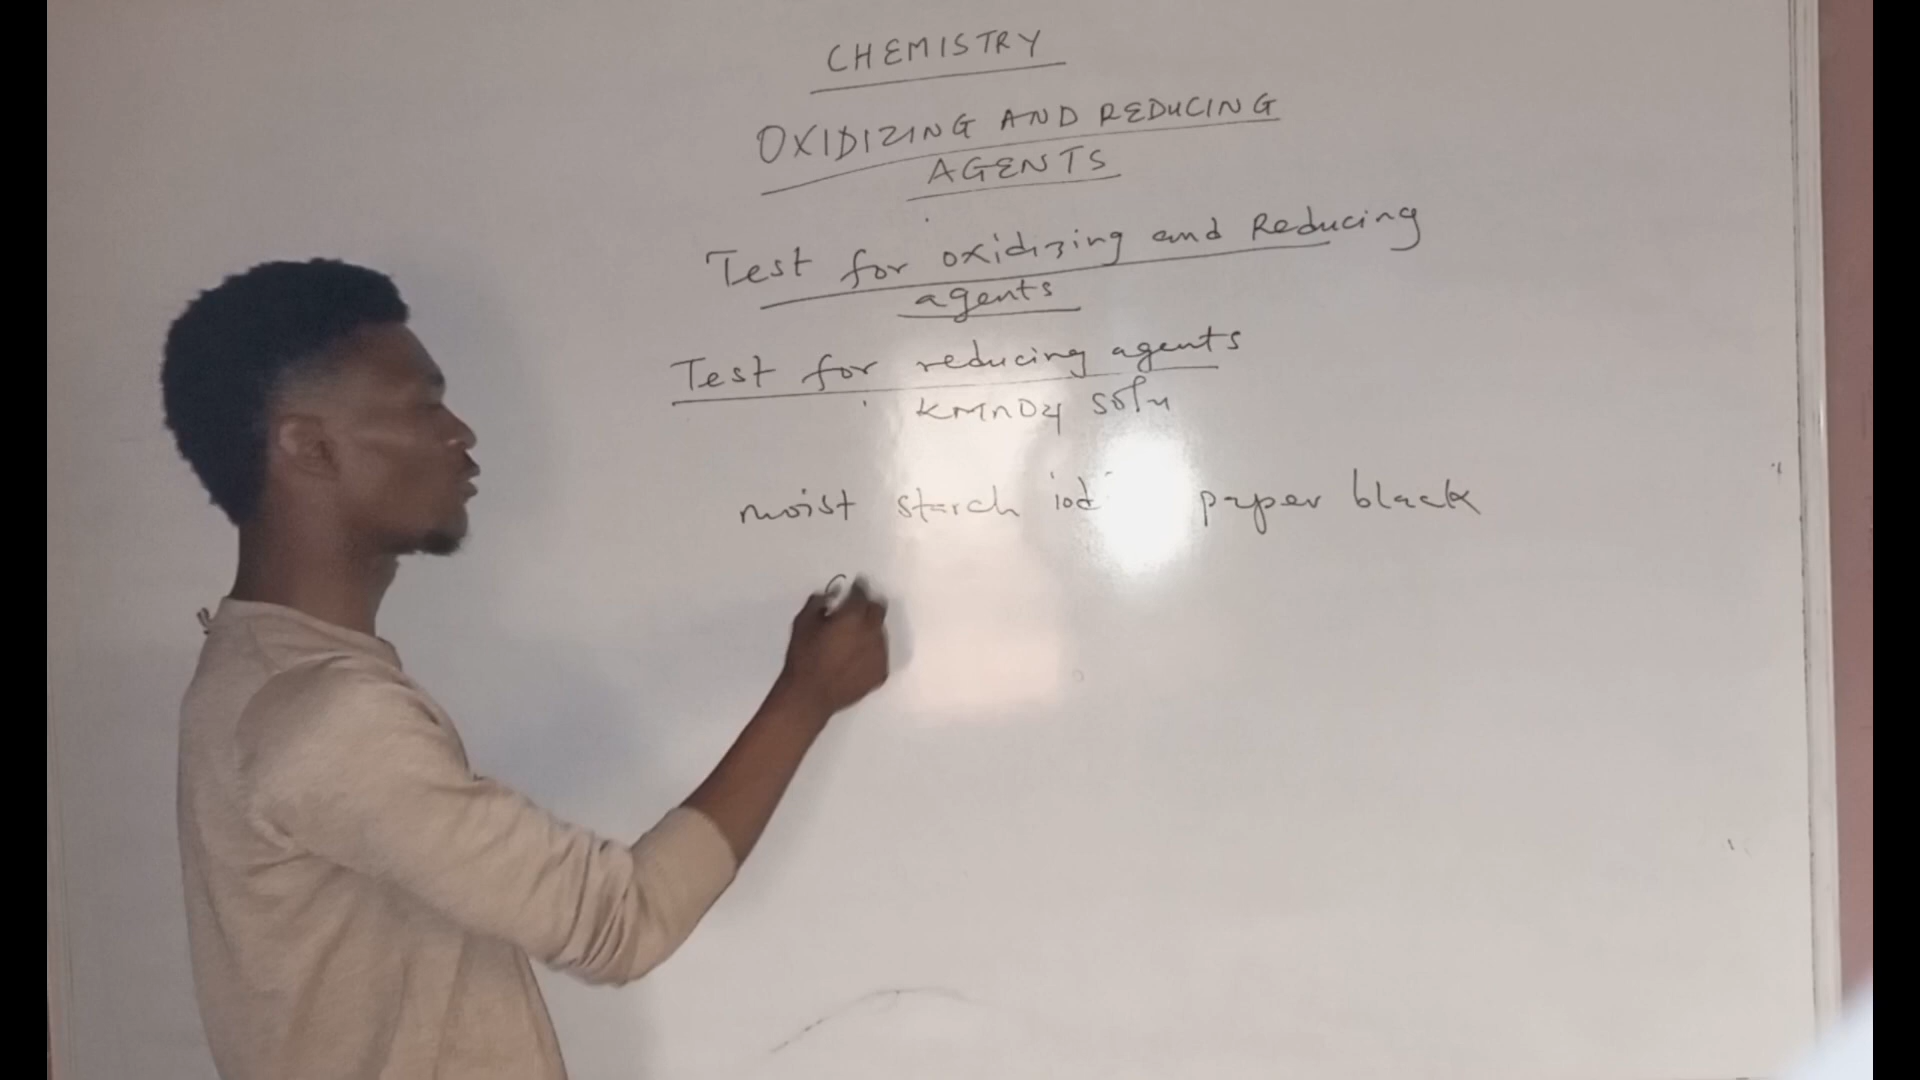 CHEMISTRY
OXIDIZING AND REDUCING
AGENTS
Test for oxidizing and Reducing
agents
Test for reducing agents
KMnO4 soln
moist starch iod paper black